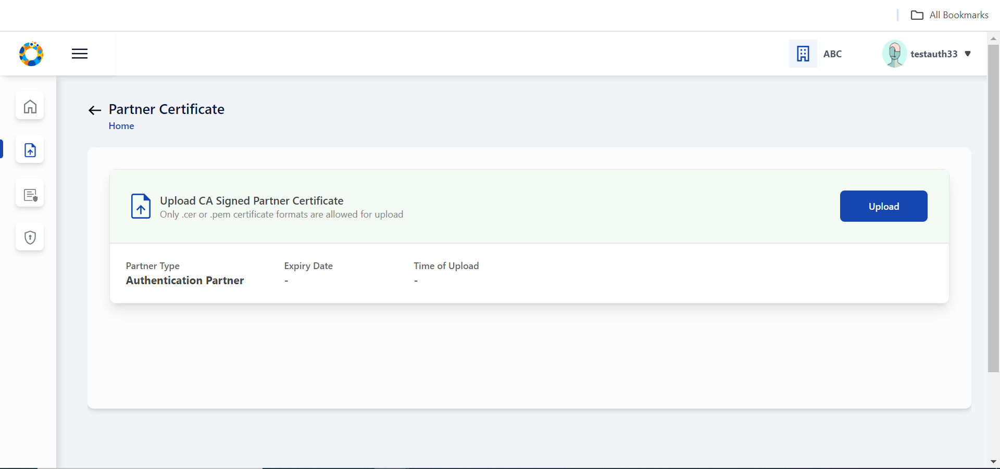 All Bookmarks
ABC
testauth33
Partner Certificate
Home
Upload CA Signed Partner Certificate
Only .cer or .pem certificate formats are allowed for upload
Upload
Partner Type
Expiry Date
Time of Upload
Authentication Partner
-
-